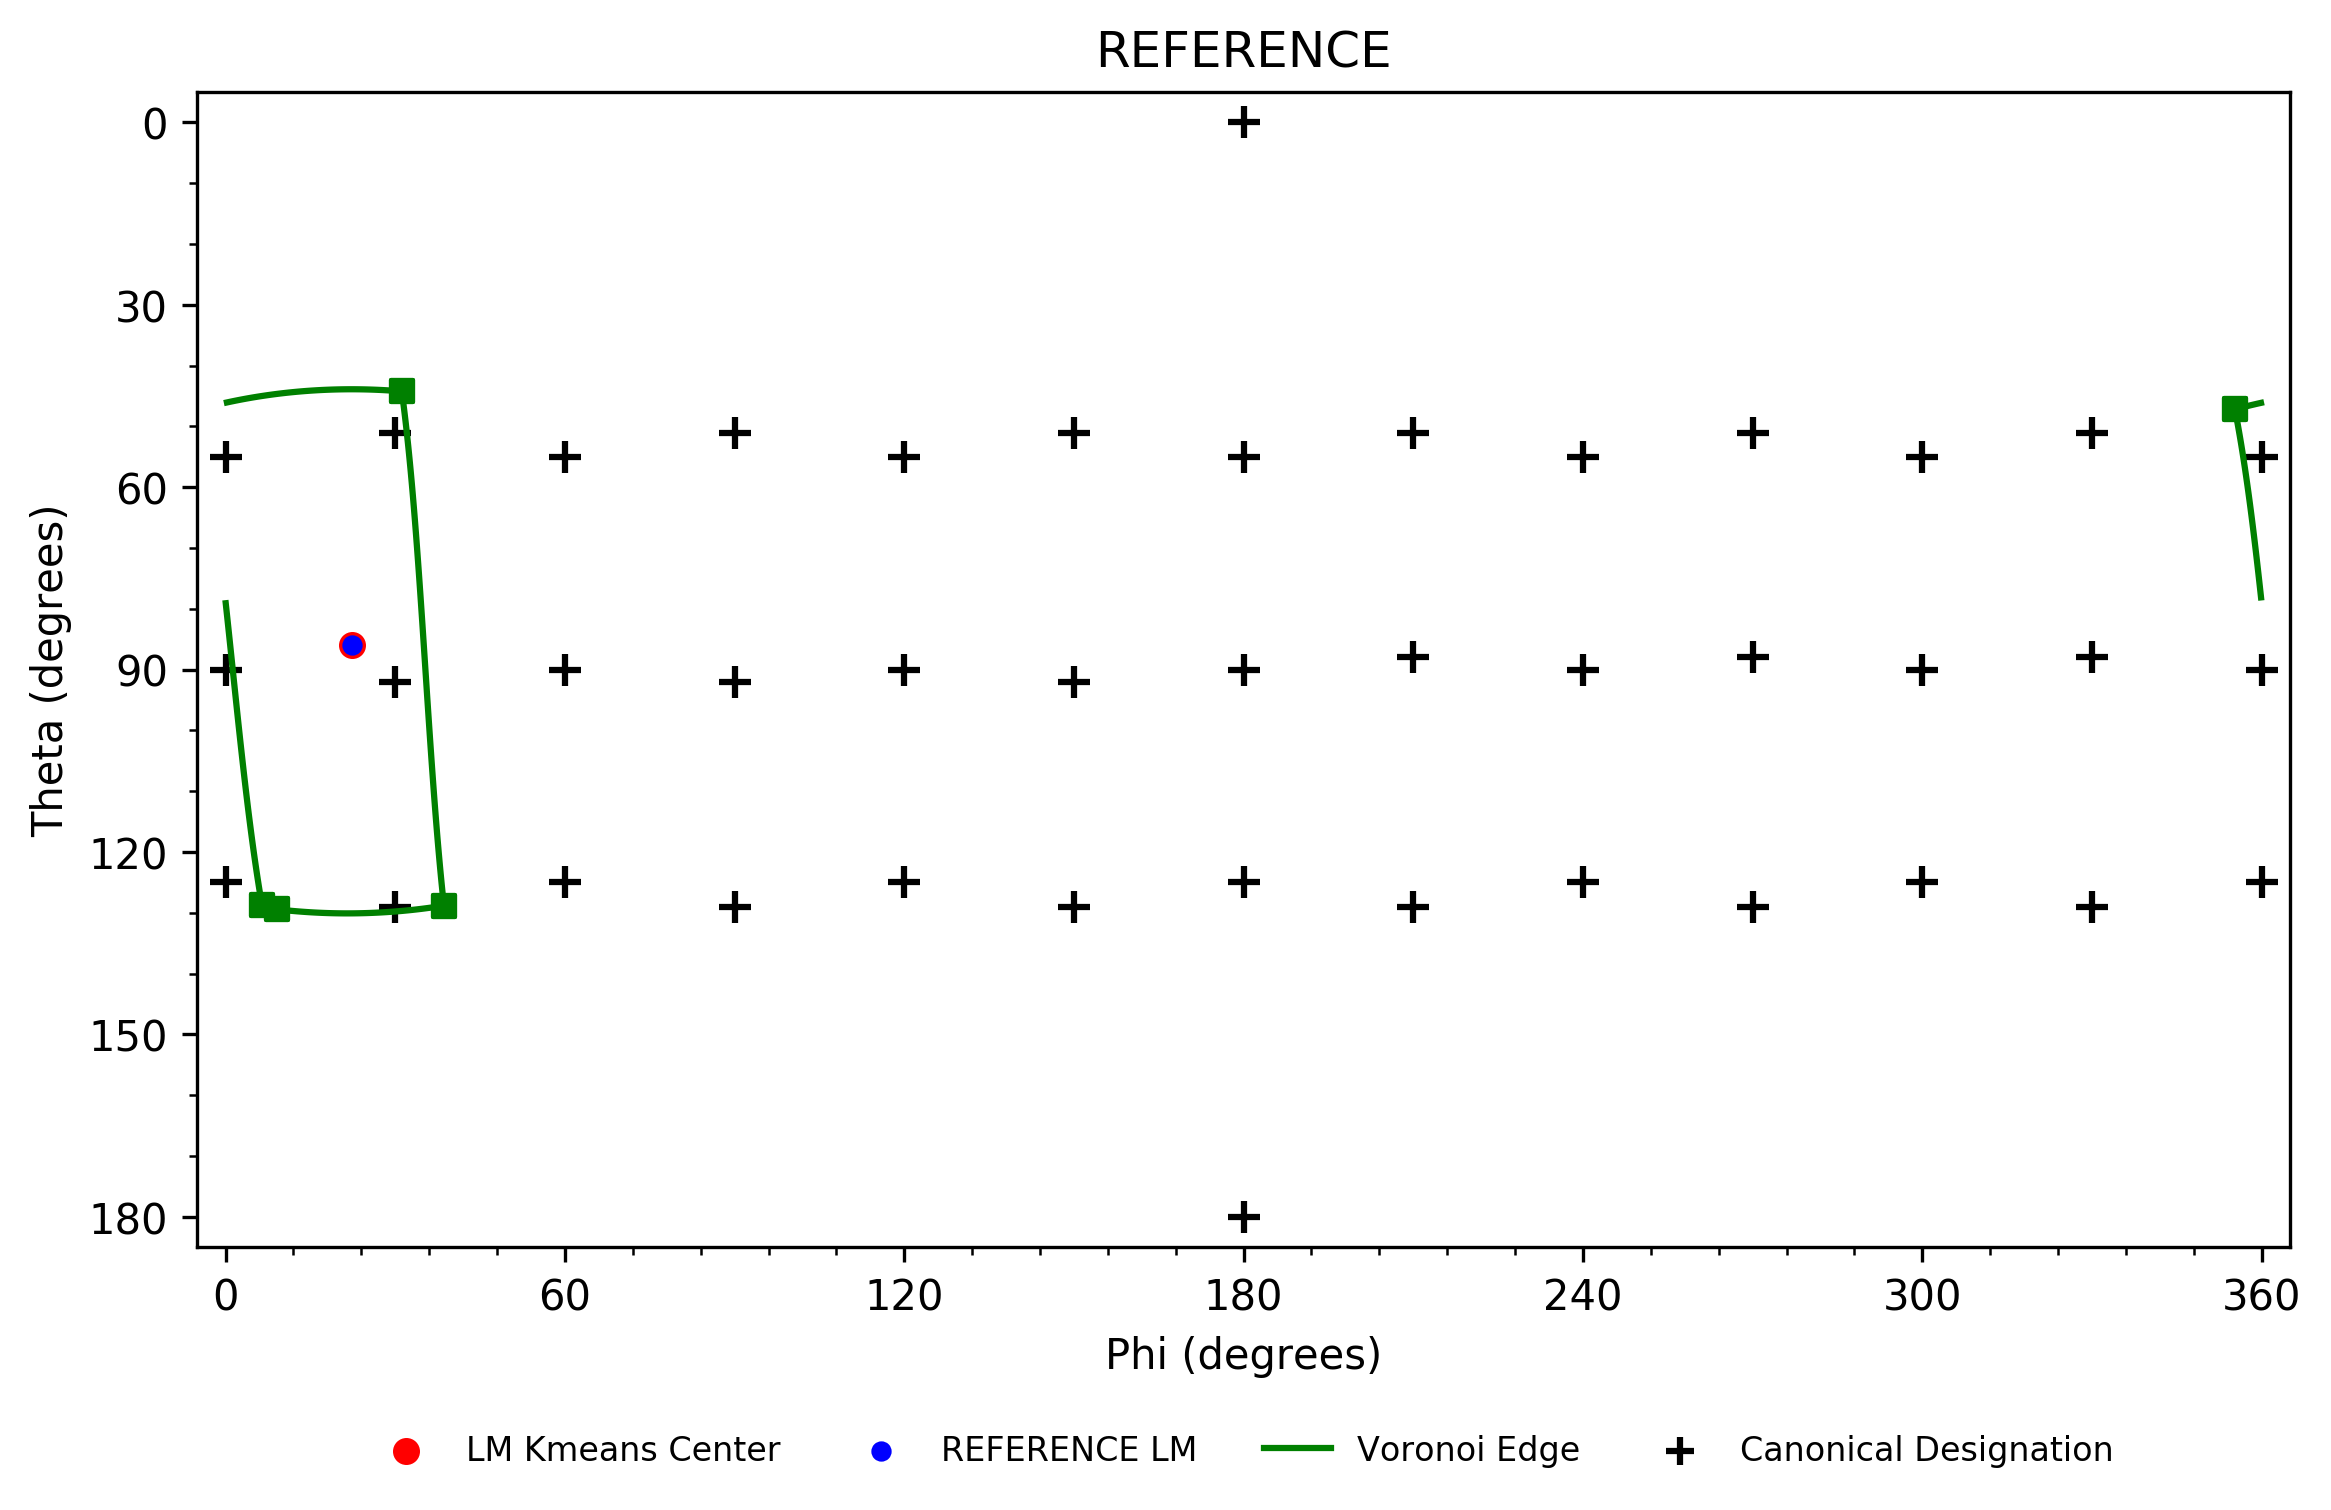 REFERENCE
0
30
60
90
120
150
180
Theta (degrees)
0 60 120 180 240 300 360
Phi (degrees)
LM Kmeans Center REFERENCE LM Voronoi Edge Canonical Designation